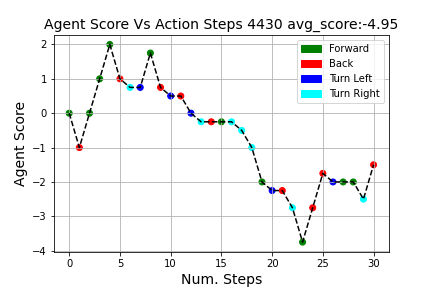 Agent Score Vs Action Steps 4430 avg_score:-4.95
Forward
Back
Turn Left
Turn Right
Agent Score
2
1
0
−1
−2
−3
−4
0 5 10 15 20 25 30
Num. Steps